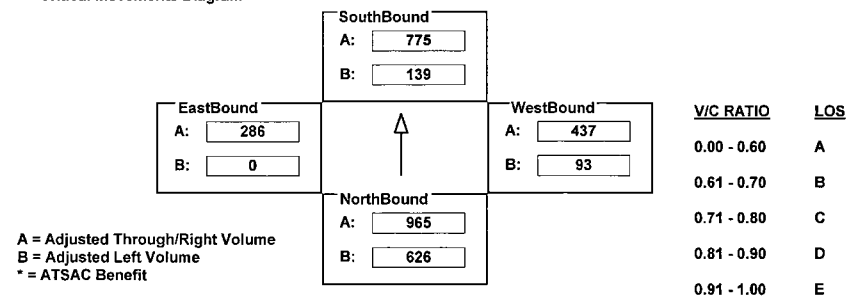 Critical Movements Diagram
SouthBound
A: 775
B: 139
EastBound
A: 286
B: 0
WestBound
A: 437
B: 93
NorthBound
A: 965
B: 626
A = Adjusted Through/Right Volume
B = Adjusted Left Volume
* = ATSAC Benefit
V/C RATIO LOS
0.00 - 0.60 A
0.61 - 0.70 B
0.71 - 0.80 C
0.81 - 0.90 D
0.91 - 1.00 E